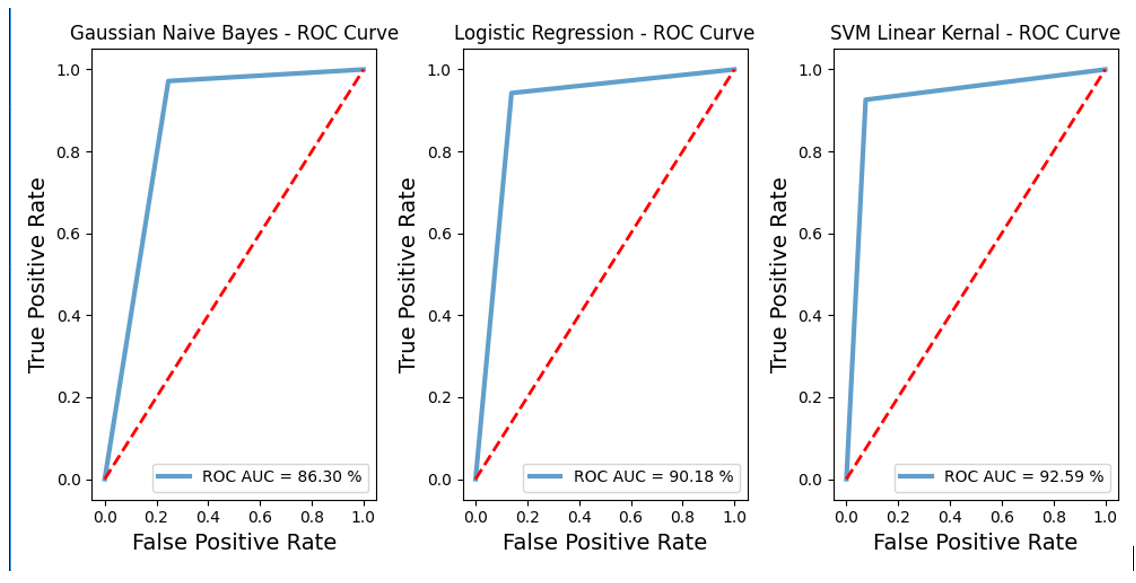 Gaussian Naive Bayes - ROC Curve
True Positive Rate
1.0
0.8
0.6
0.4
0.2
0.0
ROC AUC = 86.30 %
0.0 0.2 0.4 0.6 0.8 1.0
False Positive Rate
Logistic Regression - ROC Curve
True Positive Rate
1.0
0.8
0.6
0.4
0.2
0.0
ROC AUC = 90.18 %
0.0 0.2 0.4 0.6 0.8 1.0
False Positive Rate
SVM Linear Kernal - ROC Curve
True Positive Rate
1.0
0.8
0.6
0.4
0.2
0.0
ROC AUC = 92.59 %
0.0 0.2 0.4 0.6 0.8 1.0
False Positive Rate